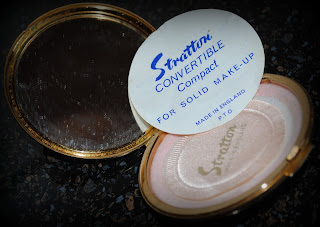 Stratton
CONVERTIBLE
Compact
FOR SOLID MAKE-UP
MADE IN ENGLAND
P.T.O
Stratton